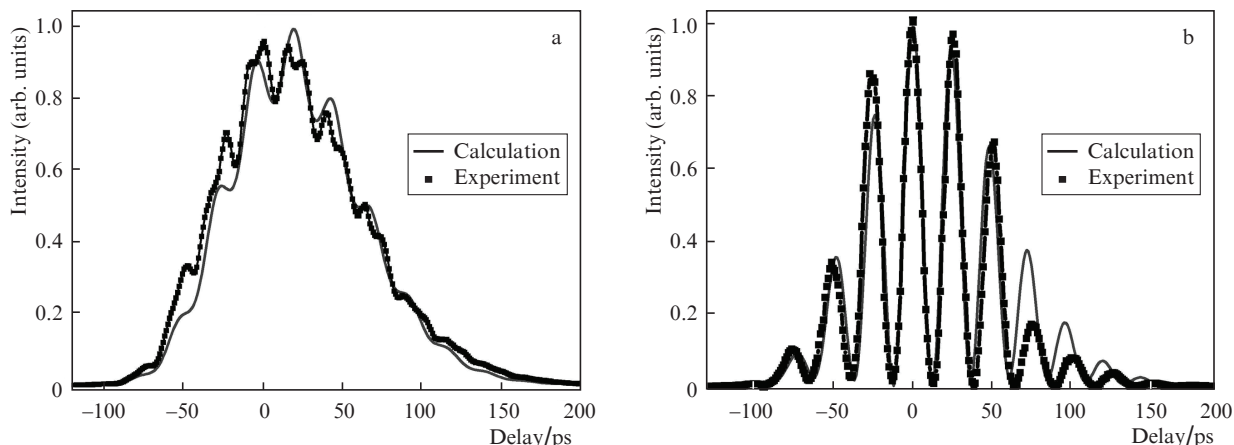 Intensity (arb. units)
1.0
0.8
0.6
0.4
0.2
0
a
Calculation
Experiment
−100
−50
0
50
100
150
200
Delay/ps
Intensity (arb. units)
1.0
0.8
0.6
0.4
0.2
0
b
Calculation
Experiment
−100
−50
0
50
100
150
200
Delay/ps